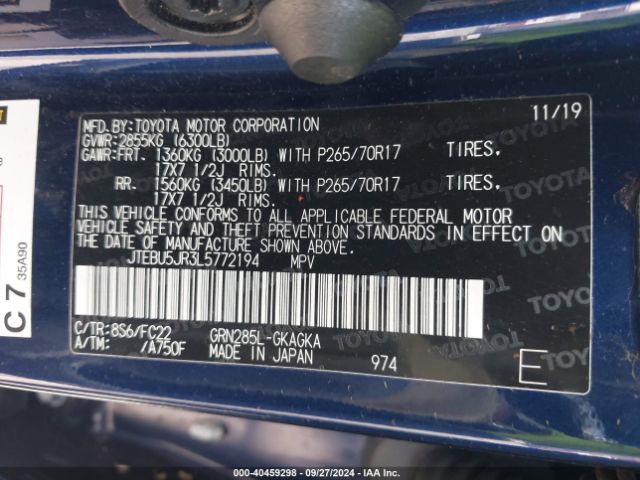 MFD.BY:TOYOTA MOTOR CORPORATION 11/19
GVWR:2855KG (6300LB)
GAWR:FRT. 1360KG (3000LB) WITH P265/70R17 TIRES.
17X7 1/2J RIMS.
RR. 1560KG (3450LB) WITH P265/70R17 TIRES.
17X7 1/2J RIMS.
THIS VEHICLE CONFORMS TO ALL APPLICABLE FEDERAL MOTOR
VEHICLE SAFETY AND THEFT PREVENTION STANDARDS IN EFFECT ON
THE DATE OF MANUFACTURE SHOWN ABOVE.
JTEBU5JR3L5772194 MPV
C/TR:8S6/FC22 GRN285L-GKAGKA
A/TM: /A750F MADE IN JAPAN 974 E
C 7 35A90
TOYOTA
000-40459298 - 09/27/2024 - IAA Inc.